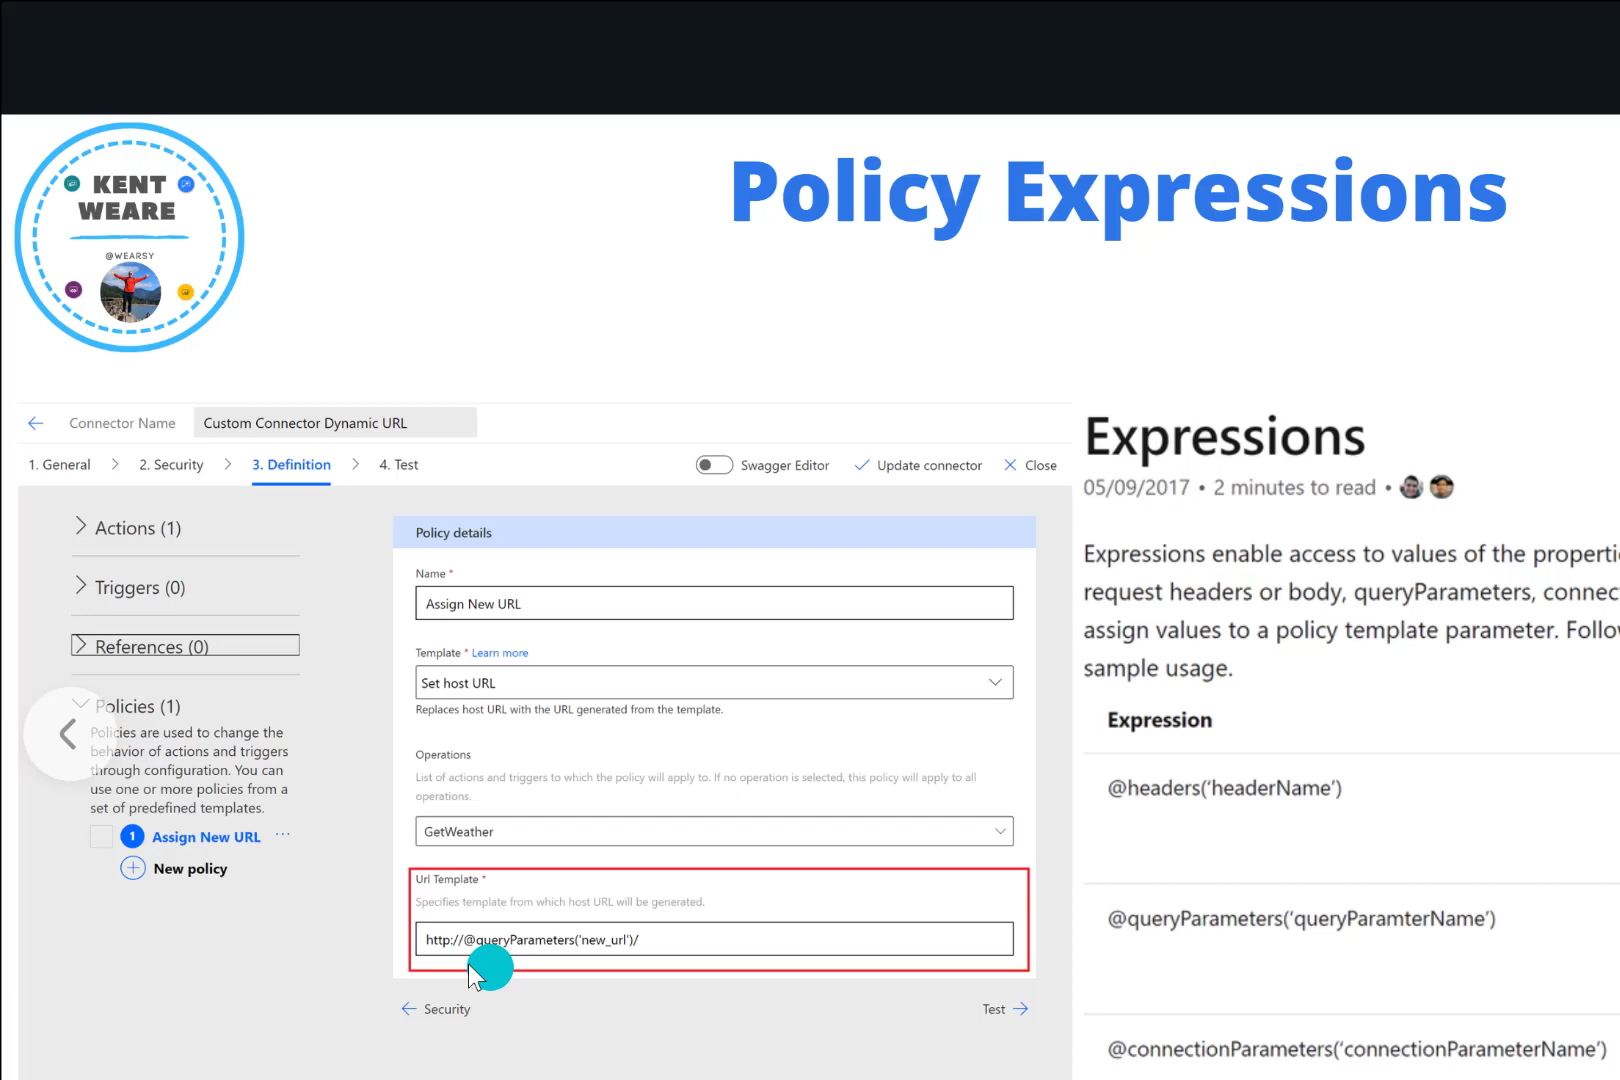 KENT
WEARE
@WEARSY
Policy Expressions
Connector Name
Custom Connector Dynamic URL
1. General
2. Security
3. Definition
4. Test
Swagger Editor
Update connector
Close
Actions (1)
Triggers (0)
References (0)
Policies (1)
Policies are used to change the
behavior of actions and triggers
through configuration. You can
use one or more policies from a
set of predefined templates.
1 Assign New URL ...
New policy
Policy details
Name *
Assign New URL
Template * Learn more
Set host URL
Replaces host URL with the URL generated from the template.
Operations
List of actions and triggers to which the policy will apply to. If no operation is selected, this policy will apply to all
operations.
GetWeather
Url Template *
Specifies template from which host URL will be generated.
http://@queryParameters('new_url')/
Security
Test
Expressions
05/09/2017 • 2 minutes to read •
Expressions enable access to values of the
request headers or body, queryParameters,
assign values to a policy template parameter.
sample usage.
Expression
@headers(‘headerName’)
@queryParameters(‘queryParamterName’)
@connectionParameters(‘connectionParameterName’)